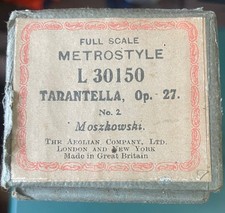 FULL SCALE
METROSTYLE
L 30150
TARANTELLA, Op. 27.
No. 2
Moszkowski.
THE AEOLIAN COMPANY, LTD.
LONDON AND NEW YORK
Made in Great Britain